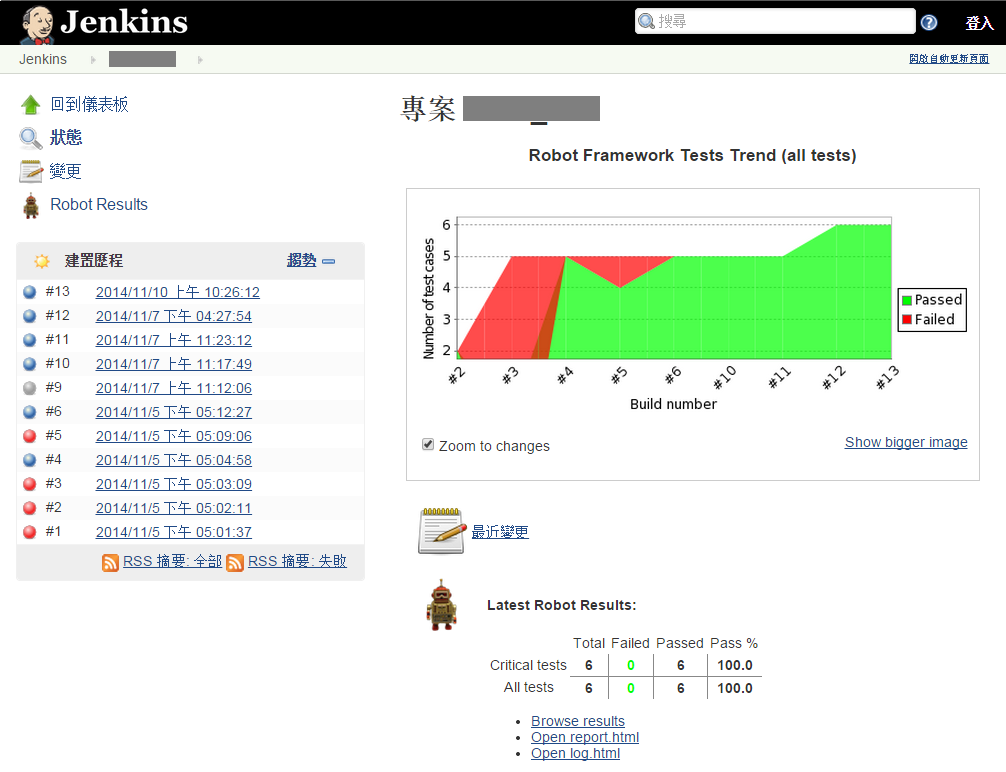 Jenkins
搜尋
?
登入
Jenkins
開啟自動更新頁面
回到儀表板
狀態
變更
Robot Results
建置歷程 趨勢
#13 2014/11/10 上午 10:26:12
#12 2014/11/7 下午 04:27:54
#11 2014/11/7 上午 11:23:12
#10 2014/11/7 上午 11:17:49
#9 2014/11/7 上午 11:12:06
#6 2014/11/5 下午 05:12:27
#5 2014/11/5 下午 05:09:06
#4 2014/11/5 下午 05:04:58
#3 2014/11/5 下午 05:03:09
#2 2014/11/5 下午 05:02:11
#1 2014/11/5 下午 05:01:37
RSS 摘要: 全部 RSS 摘要: 失敗
專案
Robot Framework Tests Trend (all tests)
Number of test cases
6
5
4
3
2
#2 #3 #4 #5 #6 #10 #11 #12 #13
Build number
Passed
Failed
Zoom to changes
Show bigger image
最近變更
Latest Robot Results:
Total Failed Passed Pass %
Critical tests 6 0 6 100.0
All tests 6 0 6 100.0
• Browse results
• Open report.html
• Open log.html